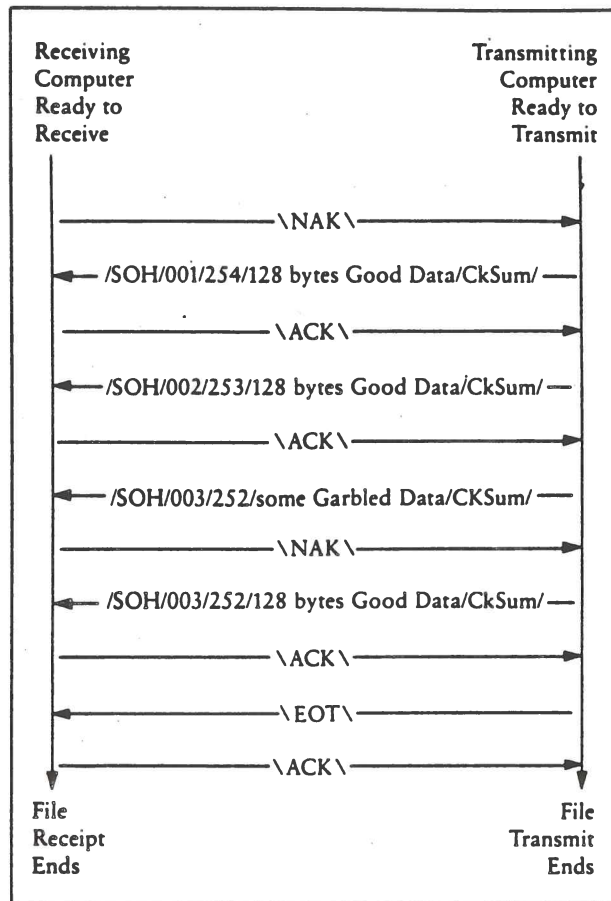 Receiving
Computer
Ready to
Receive
Transmitting
Computer
Ready to
Transmit
\NAK\
/SOH/001/254/128 bytes Good Data/CkSum/
\ACK\
/SOH/002/253/128 bytes Good Data/CkSum/
\ACK\
/SOH/003/252/some Garbled Data/CKSum/
\NAK\
/SOH/003/252/128 bytes Good Data/CkSum/
\ACK\
\EOT\
\ACK\
File
Receipt
Ends
File
Transmit
Ends